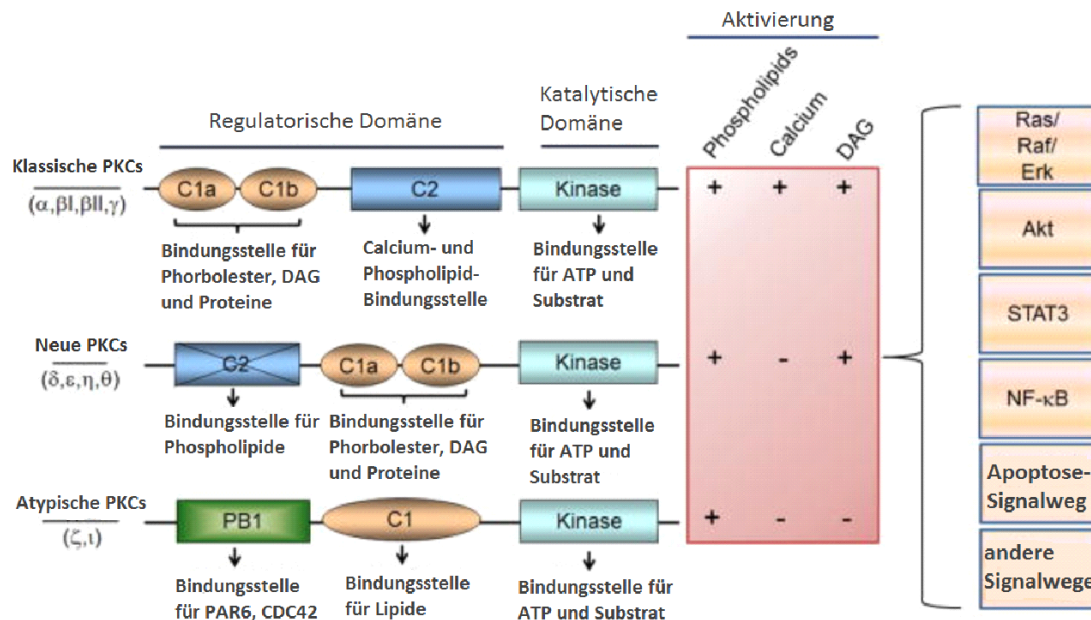 Aktivierung
Regulatorische Domäne
Katalytische
Domäne
Phospholipids
Calcium
DAG
Klassische PKCs
(α,βI,βII,γ)
C1a
C1b
C2
Kinase
+
+
+
Bindungsstelle für
Phorbolester, DAG
und Proteine
Calcium- und
Phospholipid-
Bindungsstelle
Bindungsstelle
für ATP und
Substrat
Neue PKCs
(δ,ε,η,θ)
C2
C1a
C1b
Kinase
+
-
+
Bindungsstelle für
Phospholipide
Bindungsstelle für
Phorbolester, DAG
und Proteine
Bindungsstelle
für ATP und
Substrat
Atypische PKCs
(ζ,ι)
PB1
C1
Kinase
+
-
-
Bindungsstelle
für PAR6, CDC42
Bindungsstelle
für Lipide
Bindungsstelle für
ATP und Substrat
Ras/
Raf/
Erk
Akt
STAT3
NF-κB
Apoptose-
Signalweg
andere
Signalwege